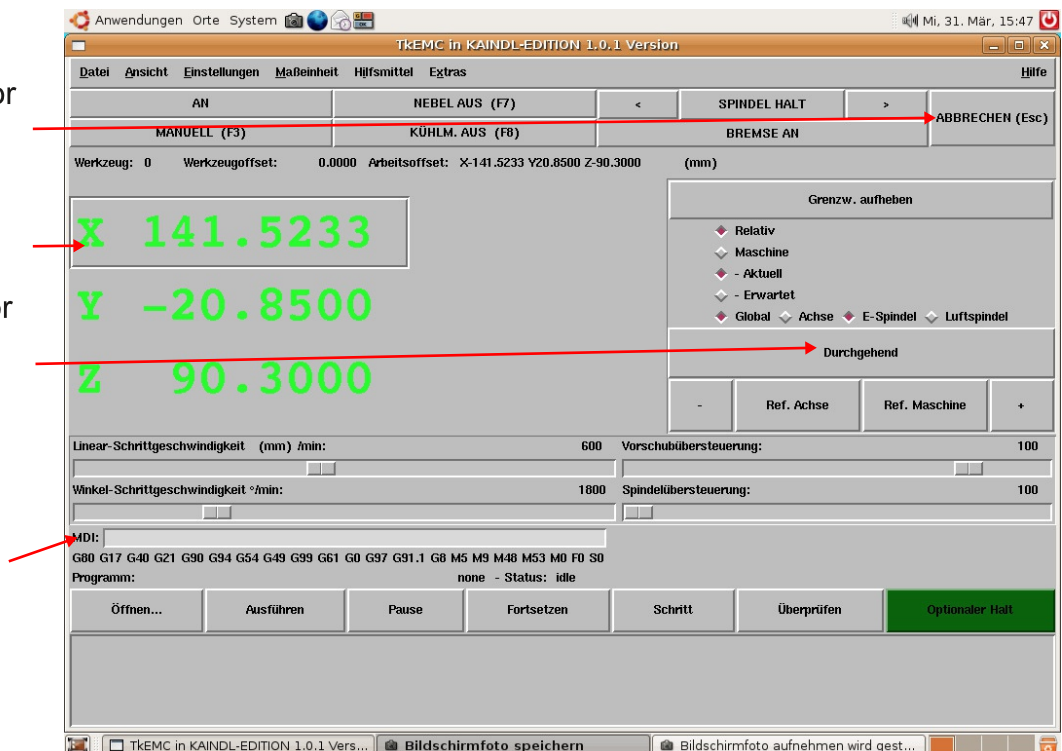 Anwendungen Orte System Mi, 31. Mär, 15:47
TkEMC in KAINDL-EDITION 1.0.1 Version
Datei Ansicht Einstellungen Maßeinheit Hilfsmittel Extras Hilfe
or
AN NEBEL AUS (F7) < SPINDEL HALT > ABBRECHEN (Esc)
MANUELL (F3) KÜHLM. AUS (F8) BREMSE AN
Werkzeug: 0 Werkzeugoffset: 0.0000 Arbeitsoffset: X-141.5233 Y20.8500 Z-90.3000 (mm)
Grenzw. aufheben
X 141.5233
Relativ
Maschine
- Aktuell
- Erwartet
or
Y -20.8500
Global Achse E-Spindel Luftspindel
Durchgehend
Z 90.3000
- Ref. Achse Ref. Maschine +
Linear-Schrittgeschwindigkeit (mm) /min: 600 Vorschubübersteuerung: 100
Winkel-Schrittgeschwindigkeit °/min: 1800 Spindelübersteuerung: 100
MDI:
G80 G17 G40 G21 G90 G94 G54 G49 G99 G61 G0 G97 G91.1 G8 M5 M9 M48 M53 M0 F0 S0
Programm: none - Status: idle
Öffnen... Ausführen Pause Fortsetzen Schritt Überprüfen Optionaler Halt
TkEMC in KAINDL-EDITION 1.0.1 Vers... Bildschirmfoto speichern Bildschirmfoto aufnehmen wird gest...